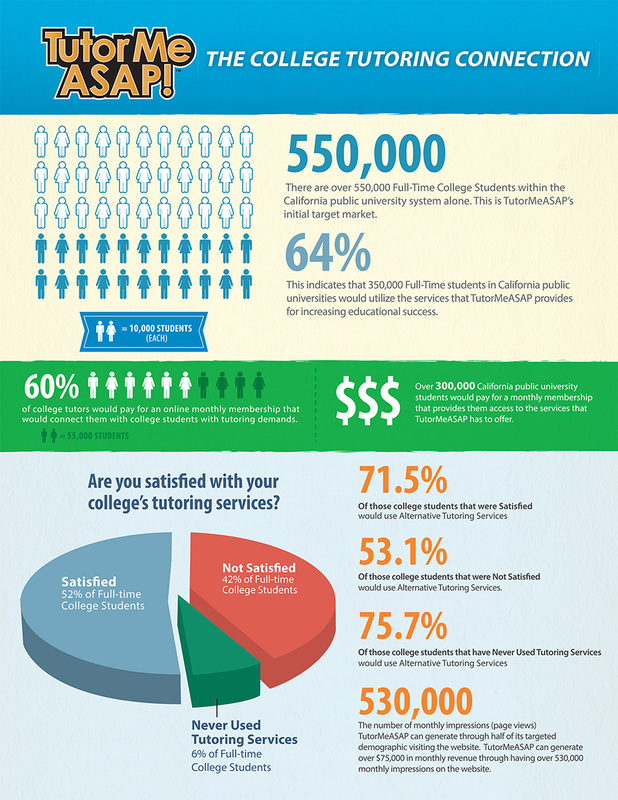 Tutor Me
ASAP!
THE COLLEGE TUTORING CONNECTION
550,000
There are over 550,000 Full-Time College Students within the
California public university system alone. This is TutorMeASAP's
initial target market.
64%
This indicates that 350,000 Full-Time students in California public
universities would utilize the services that TutorMeASAP provides
for increasing educational success.
= 10,000 STUDENTS
(EACH)
60%
of college tutors would pay for an online monthly membership that
would connect them with college students with tutoring demands.
= 55,000 STUDENTS
$$$
Over 300,000 California public university
students would pay for a monthly membership
that provides them access to the services that
TutorMeASAP has to offer.
Are you satisfied with your
college's tutoring services?
Satisfied
52% of Full-time
College Students
Not Satisfied
42% of Full-time
College Students
Never Used
Tutoring Services
6% of Full-time
College Students
71.5%
Of those college students that were Satisfied
would use Alternative Tutoring Services
53.1%
Of those college students that were Not Satisfied
would use Alternative Tutoring Services.
75.7%
Of those college students that have Never Used Tutoring Services
would use Alternative Tutoring Services
530,000
The number of monthly impressions (page views)
TutorMeASAP can generate through half of its targeted
demographic visiting the website. TutorMeASAP can generate
over $75,000 in monthly revenue through having over 530,000
monthly impressions on the website.